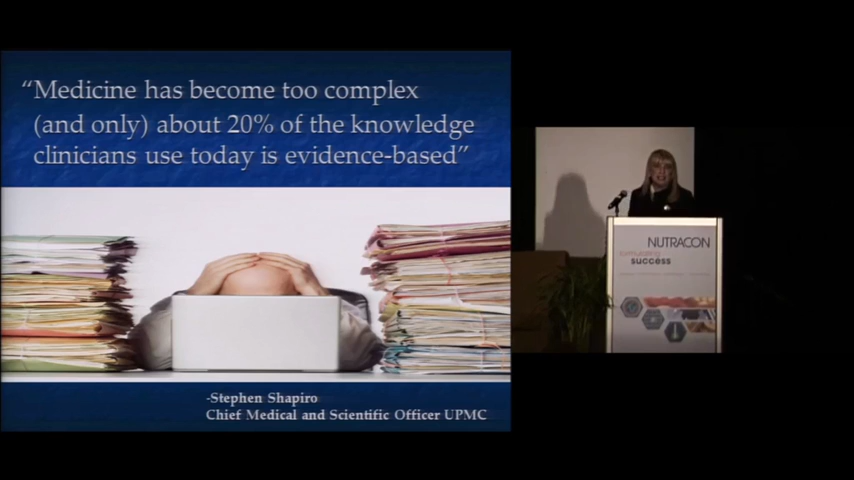 “Medicine has become too complex
(and only) about 20% of the knowledge
clinicians use today is evidence-based”
-Stephen Shapiro
Chief Medical and Scientific Officer UPMC
NUTRACON
success